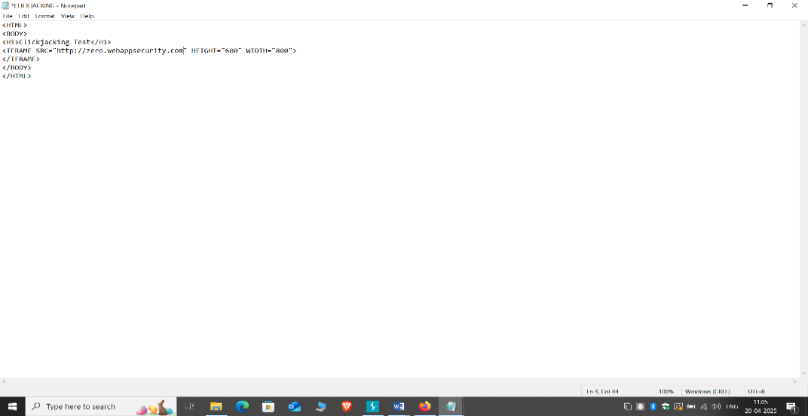 *CLICKJACKING - Notepad
File Edit Format View Help
<HTML>
<BODY>
<H1>Clickjacking Test</H1>
<IFRAME SRC="http://zero.webappsecurity.com" HEIGHT="600" WIDTH="800">
</IFRAME>
</BODY>
</HTML>
Ln 4, Col 44 100% Windows (CRLF) UTF-8
Type here to search
ENG
11:05
20-04-2025